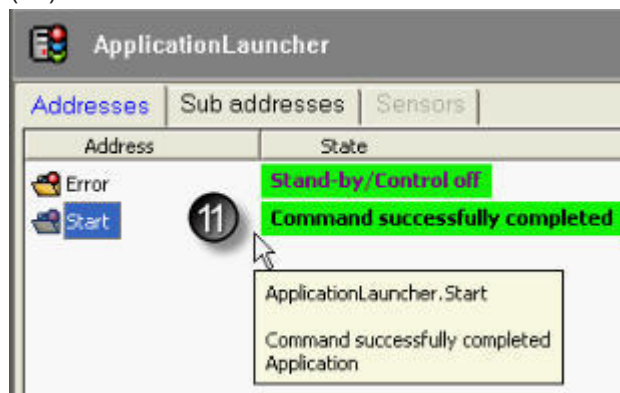 ApplicationLauncher
Addresses Sub addresses Sensors
Address State
Error Stand-by/Control off
Start 11 Command successfully completed
ApplicationLauncher.Start
Command successfully completed
Application